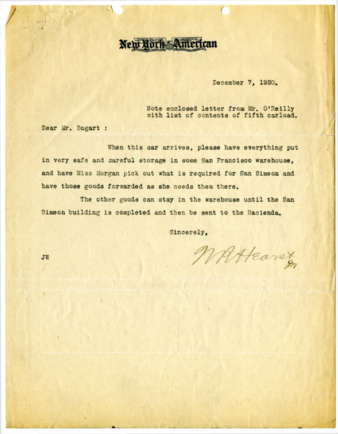 New York American
December 7, 1920.
Note enclosed letter from Mr. O'Reilly
with list of contents of fifth carload.
Dear Mr. Bogart :
When this car arrives, please have everything put
in very safe and careful storage in some San Francisco warehouse,
and have Miss Morgan pick out what is required for San Simeon and
have those goods forwarded as she needs them there.
The other goods can stay in the warehouse until the San
Simeon building is completed and then be sent to the Hacienda.
Sincerely,
W R Hearst
JW